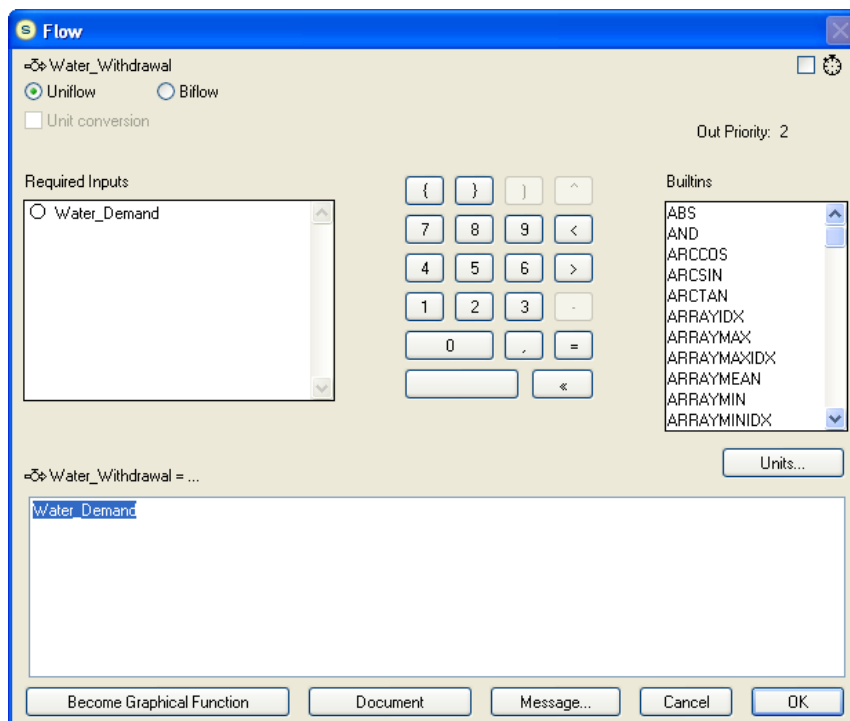 Flow
Water_Withdrawal
Uniflow Biflow
Unit conversion
Out Priority: 2
Required Inputs
Builtins
Water_Demand
{ } ) ^
7 8 9 <
4 5 6 >
1 2 3 -
0 , =
«
ABS
AND
ARCCOS
ARCSIN
ARCTAN
ARRAYIDX
ARRAYMAX
ARRAYMAXIDX
ARRAYMEAN
ARRAYMIN
ARRAYMINIDX
Units...
Water_Withdrawal = ...
Water_Demand
Become Graphical Function Document Message... Cancel OK